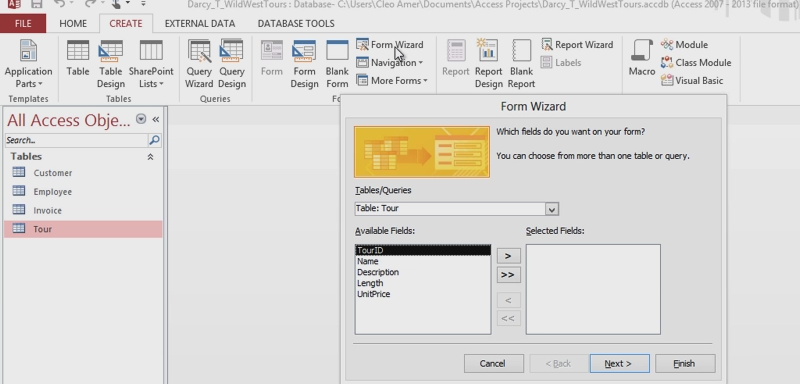 Darcy_T_WildWestTours : Database- C:\Users\Cleo Amer\Documents\Access Projects\Darcy_T_WildWestTours.accdb (Access 2007 - 2013 file format)
FILE HOME CREATE EXTERNAL DATA DATABASE TOOLS
Application Parts
Templates
Table
Table Design
SharePoint Lists
Tables
Query Wizard
Query Design
Queries
Form
Form Design
Blank Form
Form Wizard
Navigation
More Forms
Report
Report Design
Blank Report
Report Wizard
Labels
Macro
Module
Class Module
Visual Basic
All Access Obje...
Search...
Tables
Customer
Employee
Invoice
Tour
Form Wizard
Which fields do you want on your form?
You can choose from more than one table or query.
Tables/Queries
Table: Tour
Available Fields:
Selected Fields:
TourID
Name
Description
Length
UnitPrice
>
>>
<
<<
Cancel
< Back
Next >
Finish